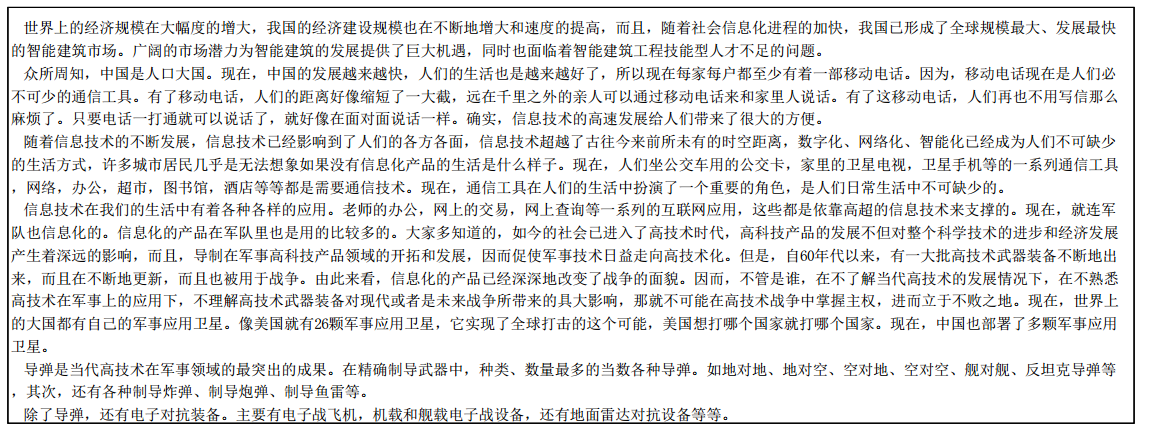 世界上的经济规模在大幅度的增大，我国的经济建设规模也在不断地增大和速度的提高，而且，随着社会信息化进程的加快，我国已形成了全球规模最大、发展最快
的智能建筑市场。广阔的市场潜力为智能建筑的发展提供了巨大机遇，同时也面临着智能建筑工程技能型人才不足的问题。
众所周知，中国是人口大国。现在，中国的发展越来越快，人们的生活也是越来越好了，所以现在每家每户都至少有着一部移动电话。因为，移动电话现在是人们必
不可少的通信工具。有了移动电话，人们的距离好像缩短了一大截，远在千里之外的亲人可以通过移动电话来和家里人说话。有了这移动电话，人们再也不用写信那么
麻烦了。只要电话一打通就可以说话了，就好像在面对面说话一样。确实，信息技术的高速发展给人们带来了很大的方便。
随着信息技术的不断发展，信息技术已经影响到了人们的各方各面，信息技术超越了古往今来前所未有的时空距离，数字化、网络化、智能化已经成为人们不可缺少
的生活方式，许多城市居民几乎是无法想象如果没有信息化产品的生活是什么样子。现在，人们坐公交车用的公交卡，家里的卫星电视，卫星手机等的一系列通信工具
，网络，办公，超市，图书馆，酒店等等都是需要通信技术。现在，通信工具在人们的生活中扮演了一个重要的角色，是人们日常生活中不可缺少的。
信息技术在我们的生活中有着各种各样的应用。老师的办公，网上的交易，网上查询等一系列的互联网应用，这些都是依靠高超的信息技术来支撑的。现在，就连军
队也信息化的。信息化的产品在军队里也是用的比较多的。大家多知道的，如今的社会已进入了高技术时代，高科技产品的发展不但对整个科学技术的进步和经济发展
产生着深远的影响，而且，导制在军事高科技产品领域的开拓和发展，因而促使军事技术日益走向高技术化。但是，自60年代以来，有一大批高技术武器装备不断地出
来，而且在不断地更新，而且也被用于战争。由此来看，信息化的产品已经深深地改变了战争的面貌。因而，不管是谁，在不了解当代高技术的发展情况下，在不熟悉
高技术在军事上的应用下，不理解高技术武器装备对现代或者是未来战争所带来的具大影响，那就不可能在高技术战争中掌握主权，进而立于不败之地。现在，世界上
的大国都有自己的军事应用卫星。像美国就有26颗军事应用卫星，它实现了全球打击的这个可能，美国想打哪个国家就打哪个国家。现在，中国也部署了多颗军事应用
卫星。
导弹是当代高技术在军事领域的最突出的成果。在精确制导武器中，种类、数量最多的当数各种导弹。如地对地、地对空、空对地、空对空、舰对舰、反坦克导弹等
，其次，还有各种制导炸弹、制导炮弹、制导鱼雷等。
除了导弹，还有电子对抗装备。主要有电子战飞机，机载和舰载电子战设备，还有地面雷达对抗设备等等。